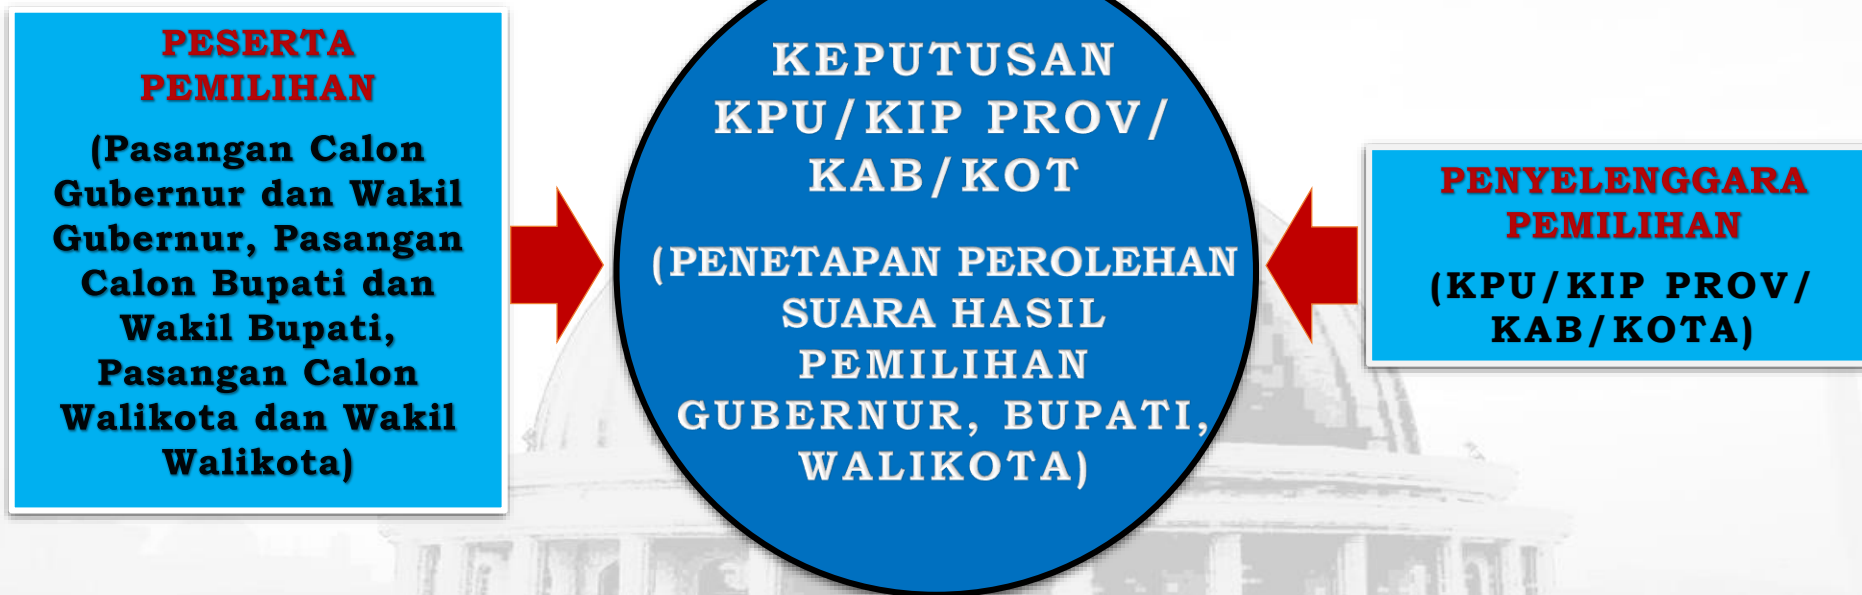 PESERTA
PEMILIHAN
(Pasangan Calon
Gubernur dan Wakil
Gubernur, Pasangan
Calon Bupati dan
Wakil Bupati,
Pasangan Calon
Walikota dan Wakil
Walikota)
KEPUTUSAN
KPU/KIP PROV/
KAB/KOT
(PENETAPAN PEROLEHAN
SUARA HASIL
PEMILIHAN
GUBERNUR, BUPATI,
WALIKOTA)
PENYELENGGARA
PEMILIHAN
(KPU/KIP PROV/
KAB/KOTA)